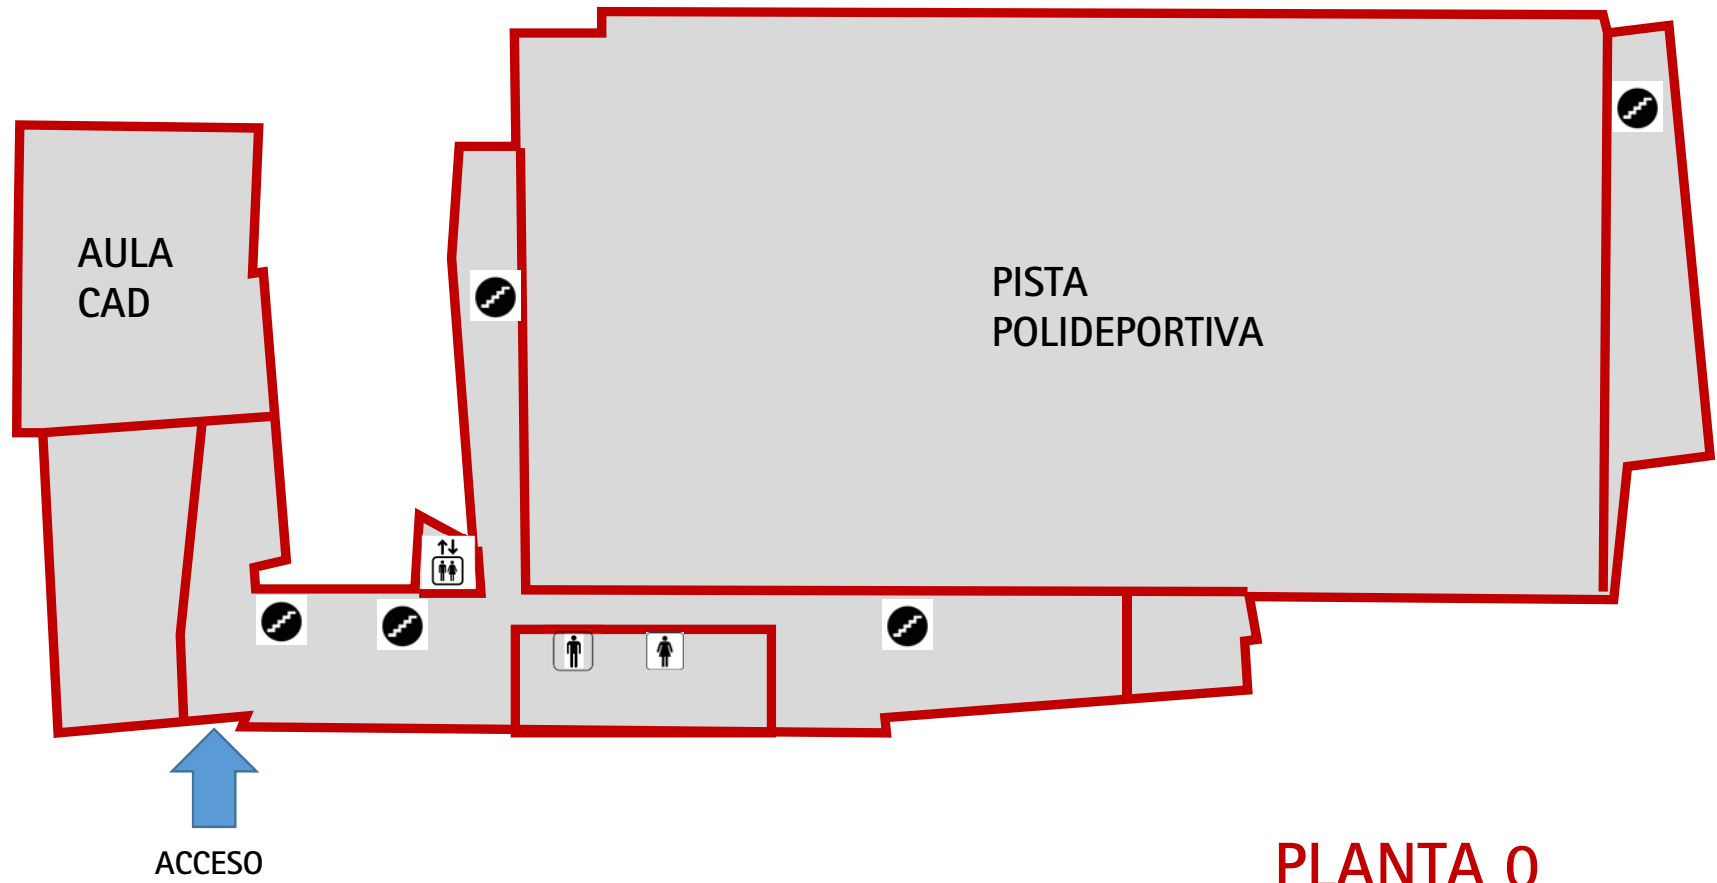 AULA
CAD
PISTA
POLIDEPORTIVA
ACCESO
PLANTA 0